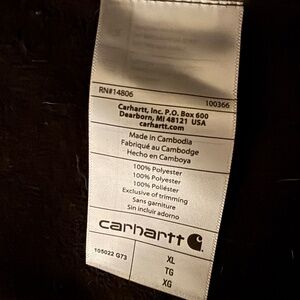 RN#14806 100366
Carhartt, Inc. P.O. Box 600
Dearborn, MI 48121 USA
carhartt.com
Made in Cambodia
Fabriqué au Cambodge
Hecho en Camboya
100% Polyester
100% Polyester
100% Poliéster
Exclusive of trimming
Sans garniture
Sin incluir adorno
carhartt
105022 G73
XL
TG
XG